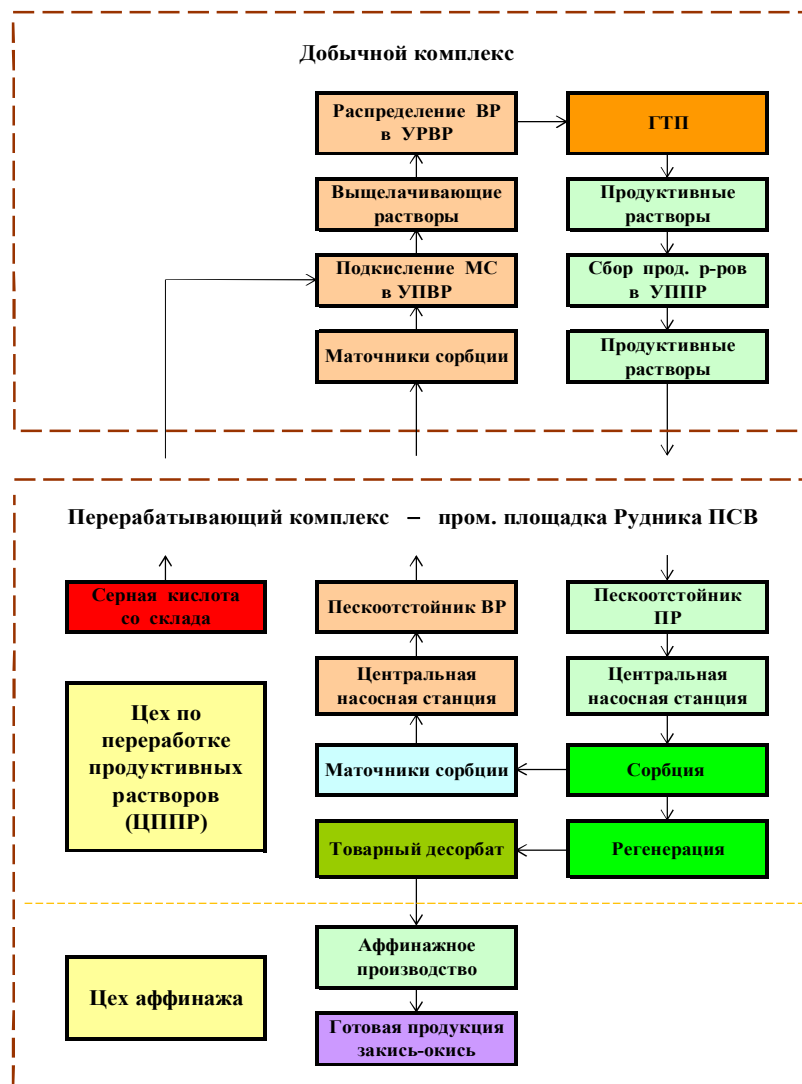 Добычной комплекс
Распределение ВР
в УРВР
ГТП
Выщелачивающие
растворы
Продуктивные
растворы
Подкисление МС
в УПВР
Сбор прод. р-ров
в УППР
Маточники сорбции
Продуктивные
растворы
Перерабатывающий комплекс – пром. площадка Рудника ПСВ
Серная кислота
со склада
Пескоотстойник ВР
Пескоотстойник
ПР
Центральная
насосная станция
Центральная
насосная станция
Цех по
переработке
продуктивных
растворов
(ЦППР)
Маточники сорбции
Сорбция
Товарный десорбат
Регенерация
Аффинажное
производство
Цех аффинажа
Готовая продукция
закись-окись